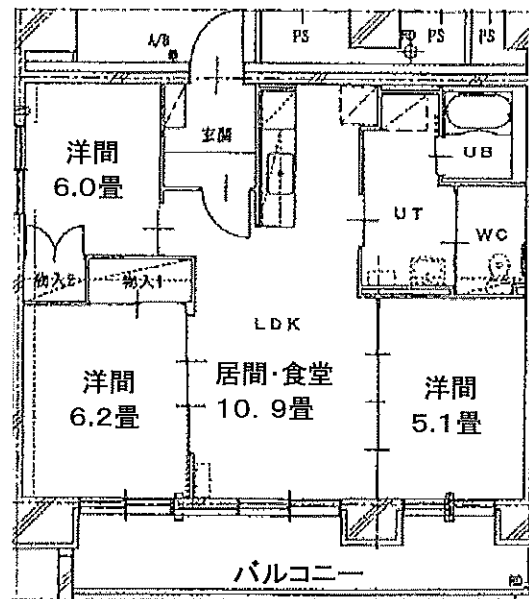 A/B
PS
PS
PS
玄関
洋間
6.0畳
UB
UT
WC
物入2
物入1
LDK
居間・食堂
10.9畳
洋間
6.2畳
洋間
5.1畳
バルコニー